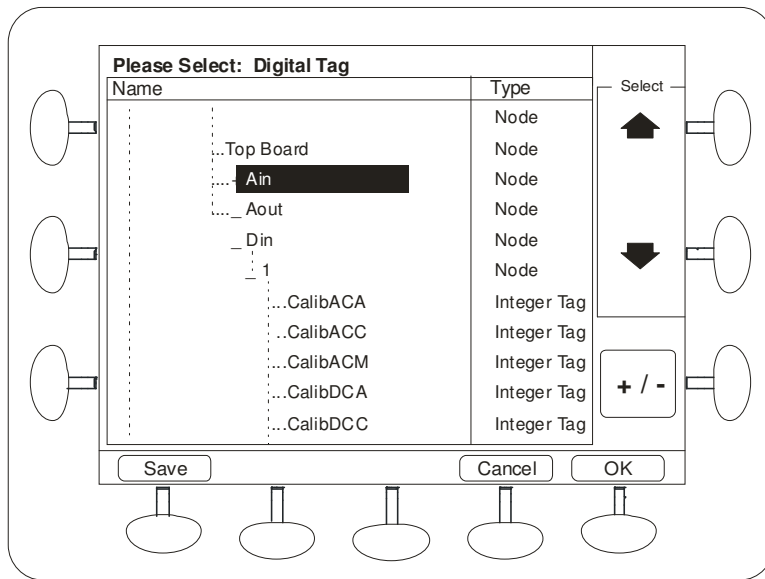 Please Select: Digital Tag
Name Type
Select
Node
...Top Board Node
....- Ain Node
...._ Aout Node
_ Din Node
_ 1 Node
...CalibACA Integer Tag
..CalibACC Integer Tag
...CalibACM Integer Tag
...CalibDCA Integer Tag
+ / -
...CalibDCC Integer Tag
Save Cancel OK